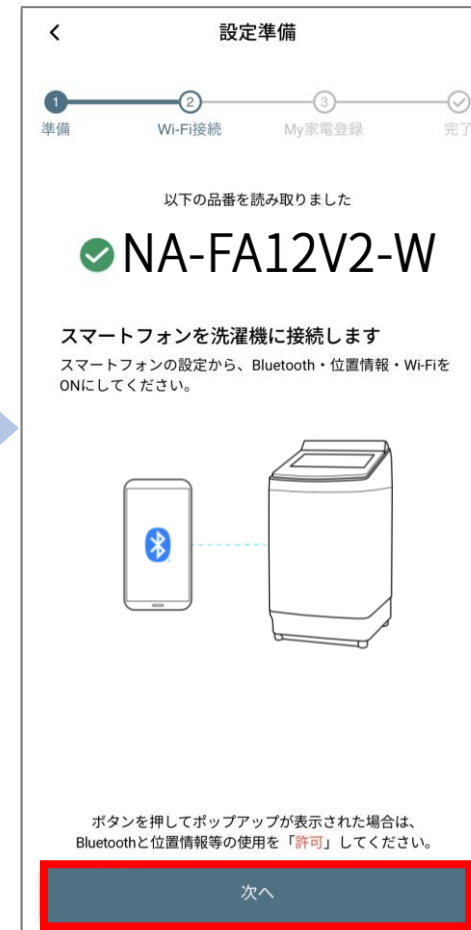 設定準備
1 2 3
準備 Wi-Fi接続 My家電登録 完了
以下の品番を読み取りました
NA-FA12V2-W
スマートフォンを洗濯機に接続します
スマートフォンの設定から、Bluetooth・位置情報・Wi-Fiを
ONにしてください。
ボタンを押してポップアップが表示された場合は、
Bluetoothと位置情報等の使用を「許可」してください。
次へ